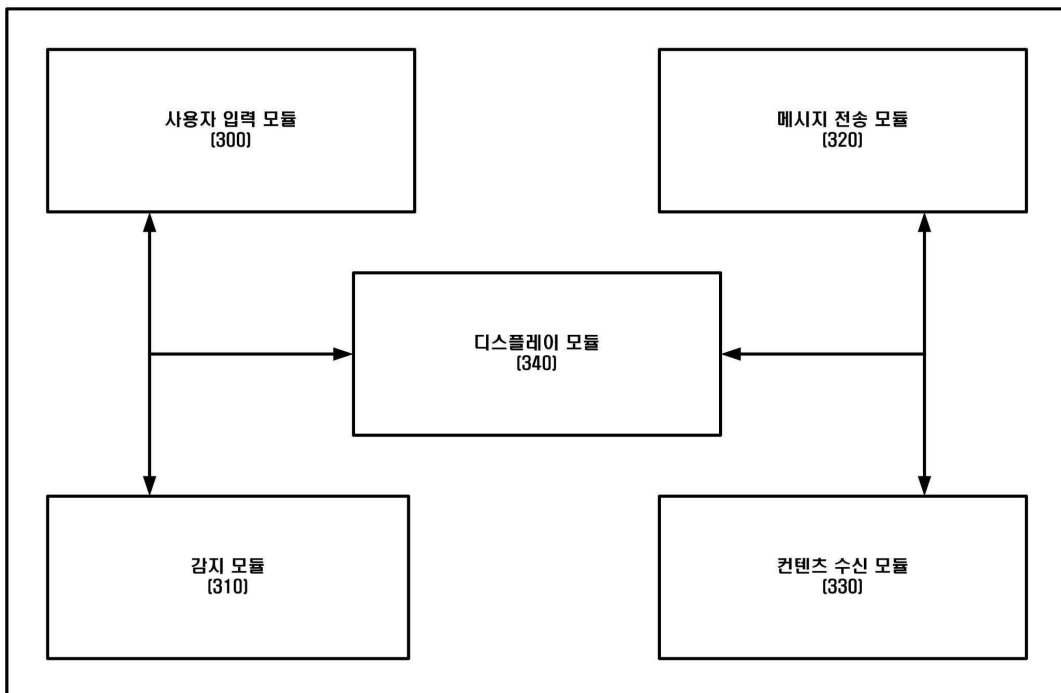 사용자 입력 모듈
(300)
메시지 전송 모듈
(320)
디스플레이 모듈
(340)
감지 모듈
(310)
컨텐츠 수신 모듈
(330)